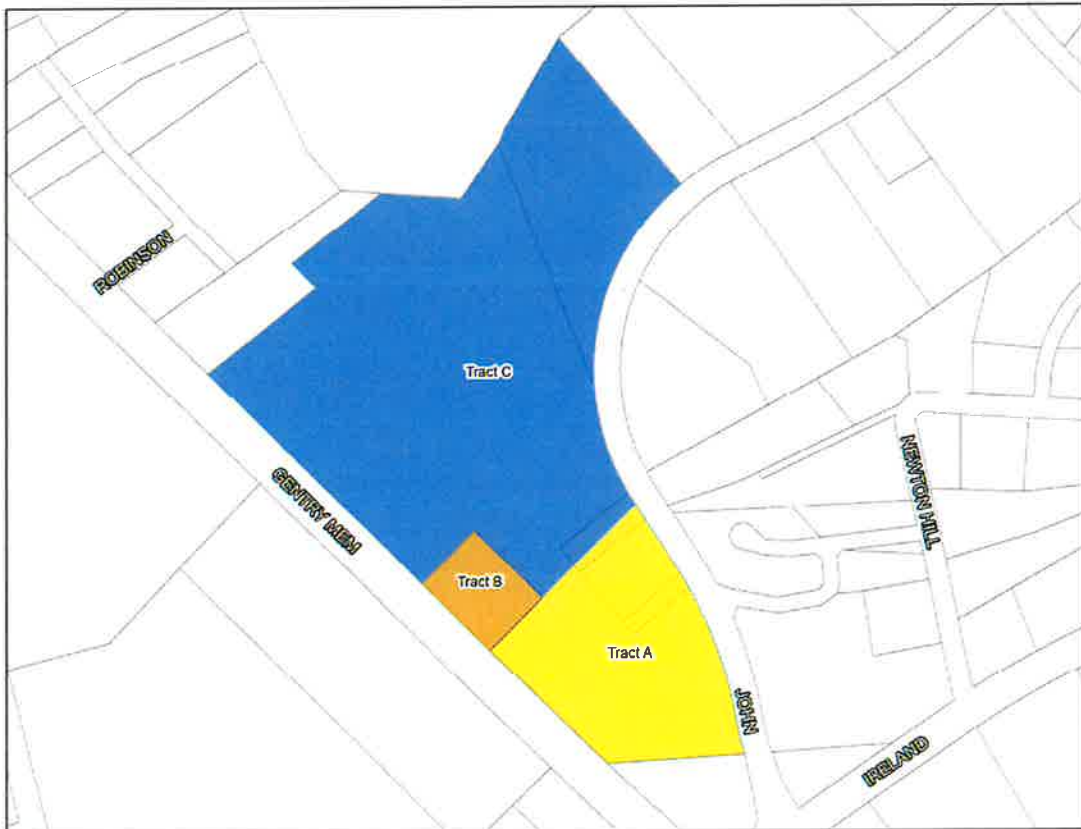 ROBINSON
Tract C
GENTRY MEM
NEWTON HILL
Tract B
Tract A
JOHN
IRELAND